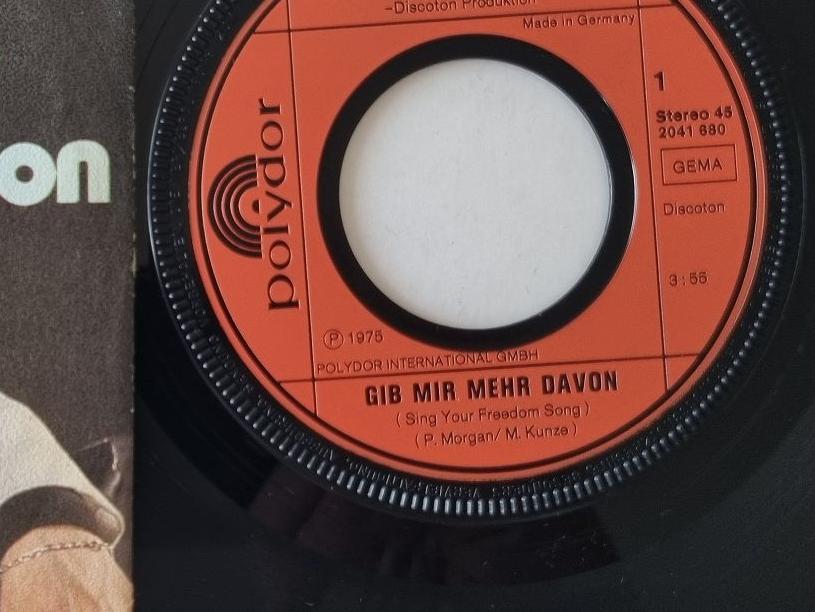 -Discoton Produktion
Made in Germany
on
polydor
1
Stereo 45
2041 680
GEMA
Discoton
3:55
Ⓟ 1975
POLYDOR INTERNATIONAL GMBH
GIB MIR MEHR DAVON
(Sing Your Freedom Song)
(P. Morgan/ M. Kunze)